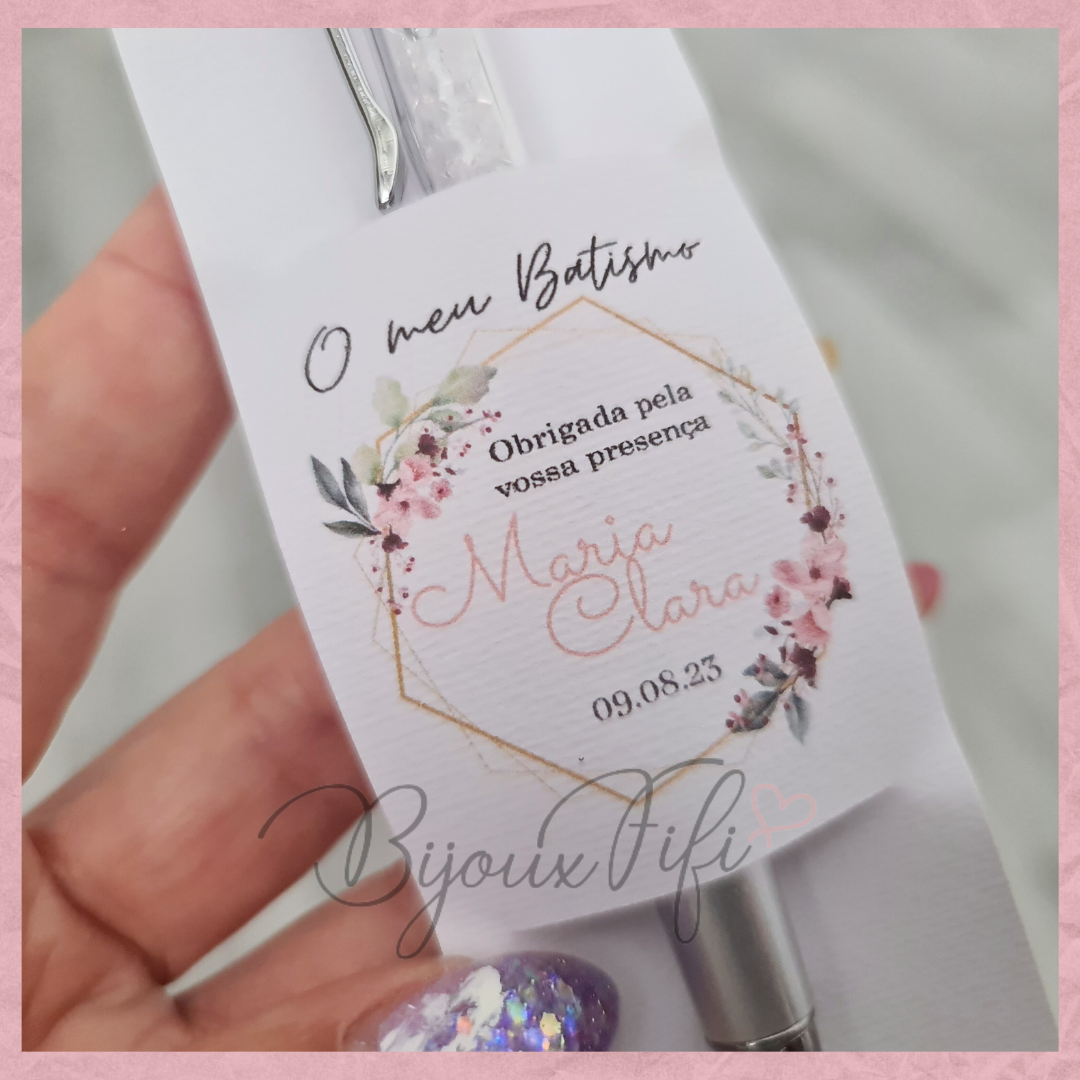 O meu Batismo
Obrigada pela
vossa presença
Maria
Clara
09.08.23
BijouxFifi